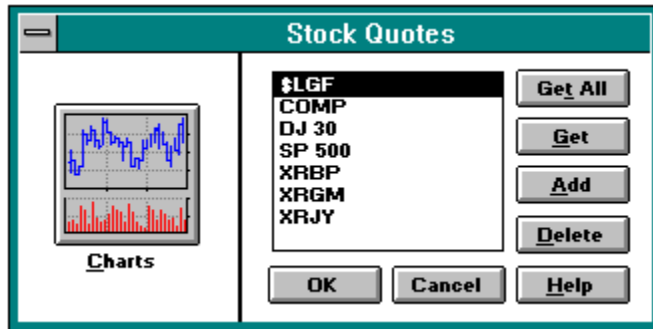 Stock Quotes
$LGF
COMP
DJ 30
SP 500
XRBP
XRGM
XRJY
Get All
Get
Add
Delete
Charts
OK
Cancel
Help